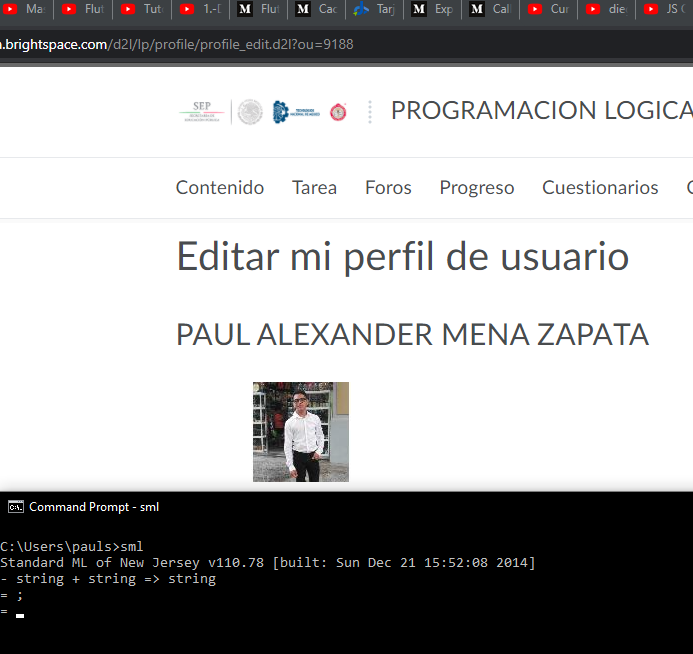 Ma:
Flut
Tut
1.-D
Flut
Cac
Tarj
Exp
Call
Cur
die
JS C
.brightspace.com/d2l/lp/profile/profile_edit.d2l?ou=9188
SEP
PROGRAMACION LOGICA
Contenido Tarea Foros Progreso Cuestionarios
Editar mi perfil de usuario
PAUL ALEXANDER MENA ZAPATA
Command Prompt - sml
C:\Users\pauls>sml
Standard ML of New Jersey v110.78 [built: Sun Dec 21 15:52:08 2014]
- string + string => string
= ;
=